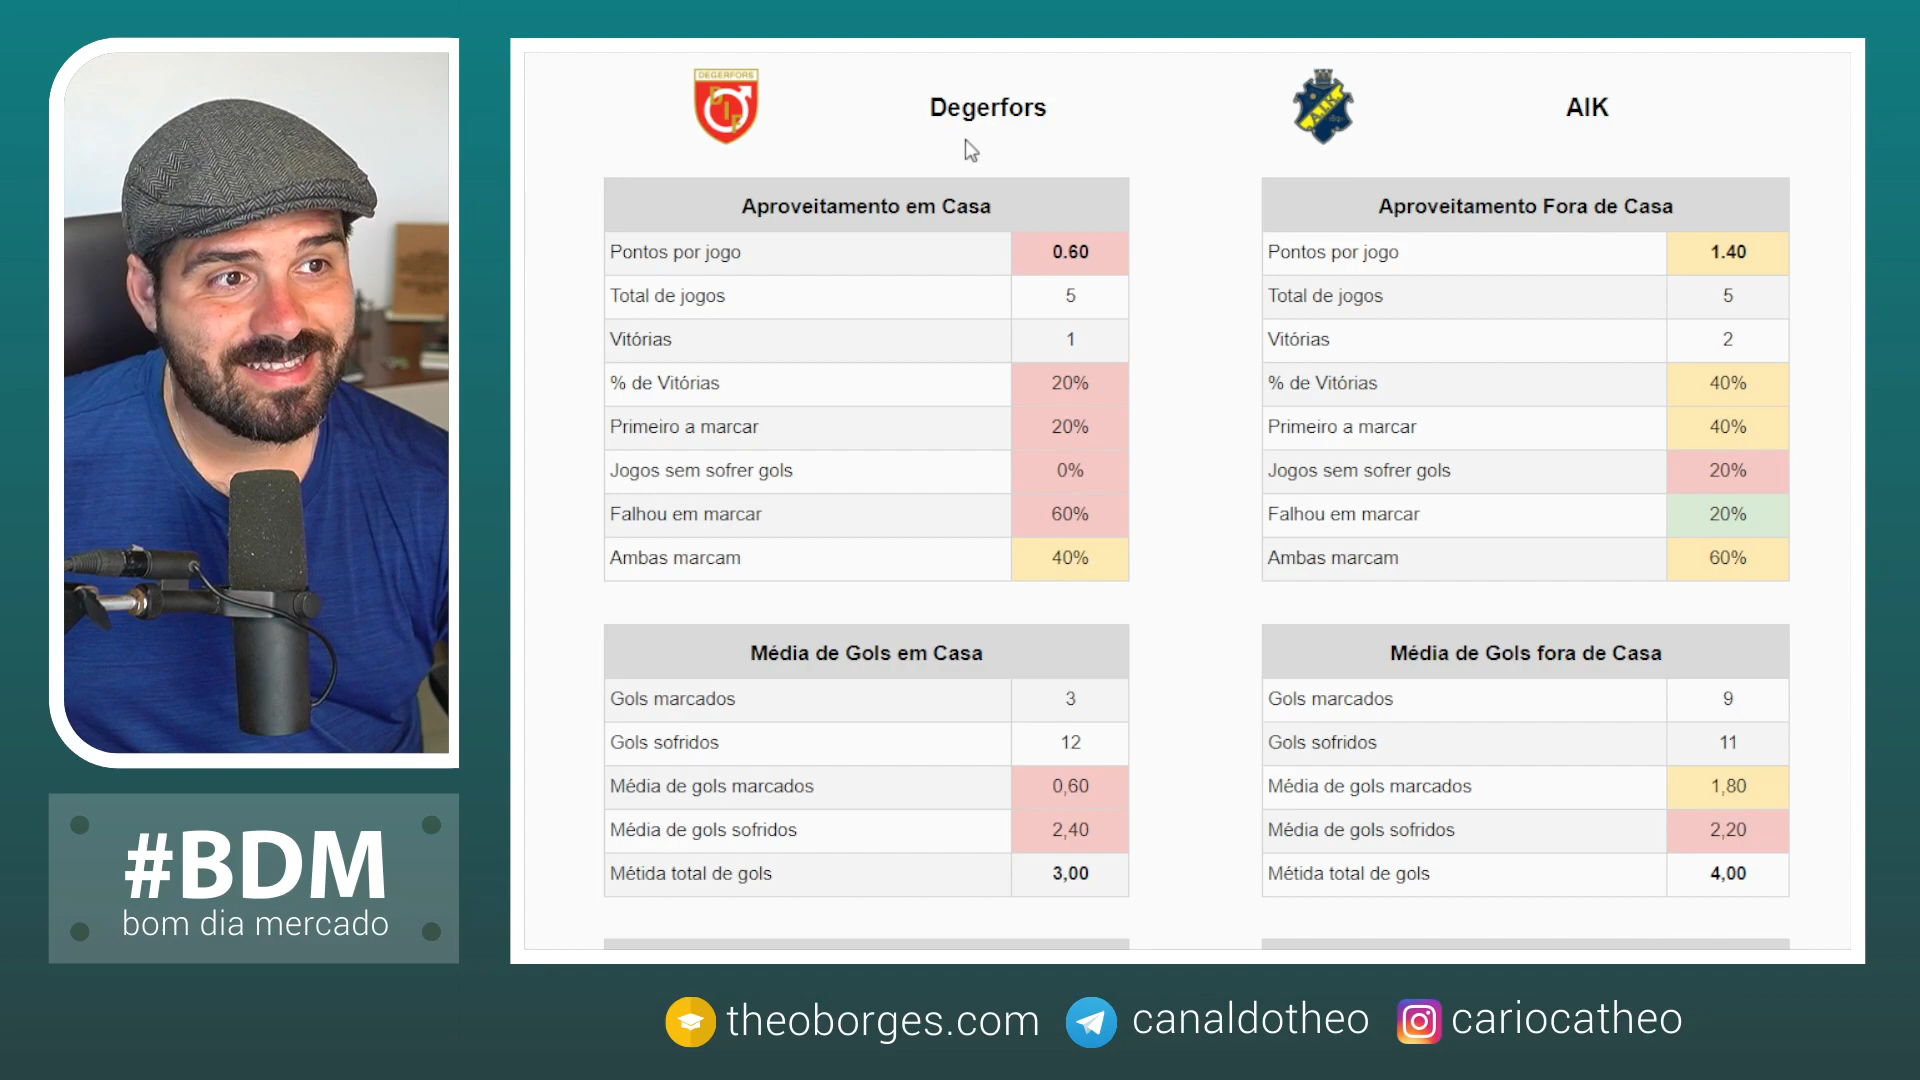 DEGERFORS
Degerfors
AIK
Aproveitamento em Casa
Pontos por jogo 0.60
Total de jogos 5
Vitórias 1
% de Vitórias 20%
Primeiro a marcar 20%
Jogos sem sofrer gols 0%
Falhou em marcar 60%
Ambas marcam 40%
Aproveitamento Fora de Casa
Pontos por jogo 1.40
Total de jogos 5
Vitórias 2
% de Vitórias 40%
Primeiro a marcar 40%
Jogos sem sofrer gols 20%
Falhou em marcar 20%
Ambas marcam 60%
Média de Gols em Casa
Gols marcados 3
Gols sofridos 12
Média de gols marcados 0,60
Média de gols sofridos 2,40
Métida total de gols 3,00
Média de Gols fora de Casa
Gols marcados 9
Gols sofridos 11
Média de gols marcados 1,80
Média de gols sofridos 2,20
Métida total de gols 4,00
#BDM
bom dia mercado
theoborges.com
canaldotheo
cariocatheo